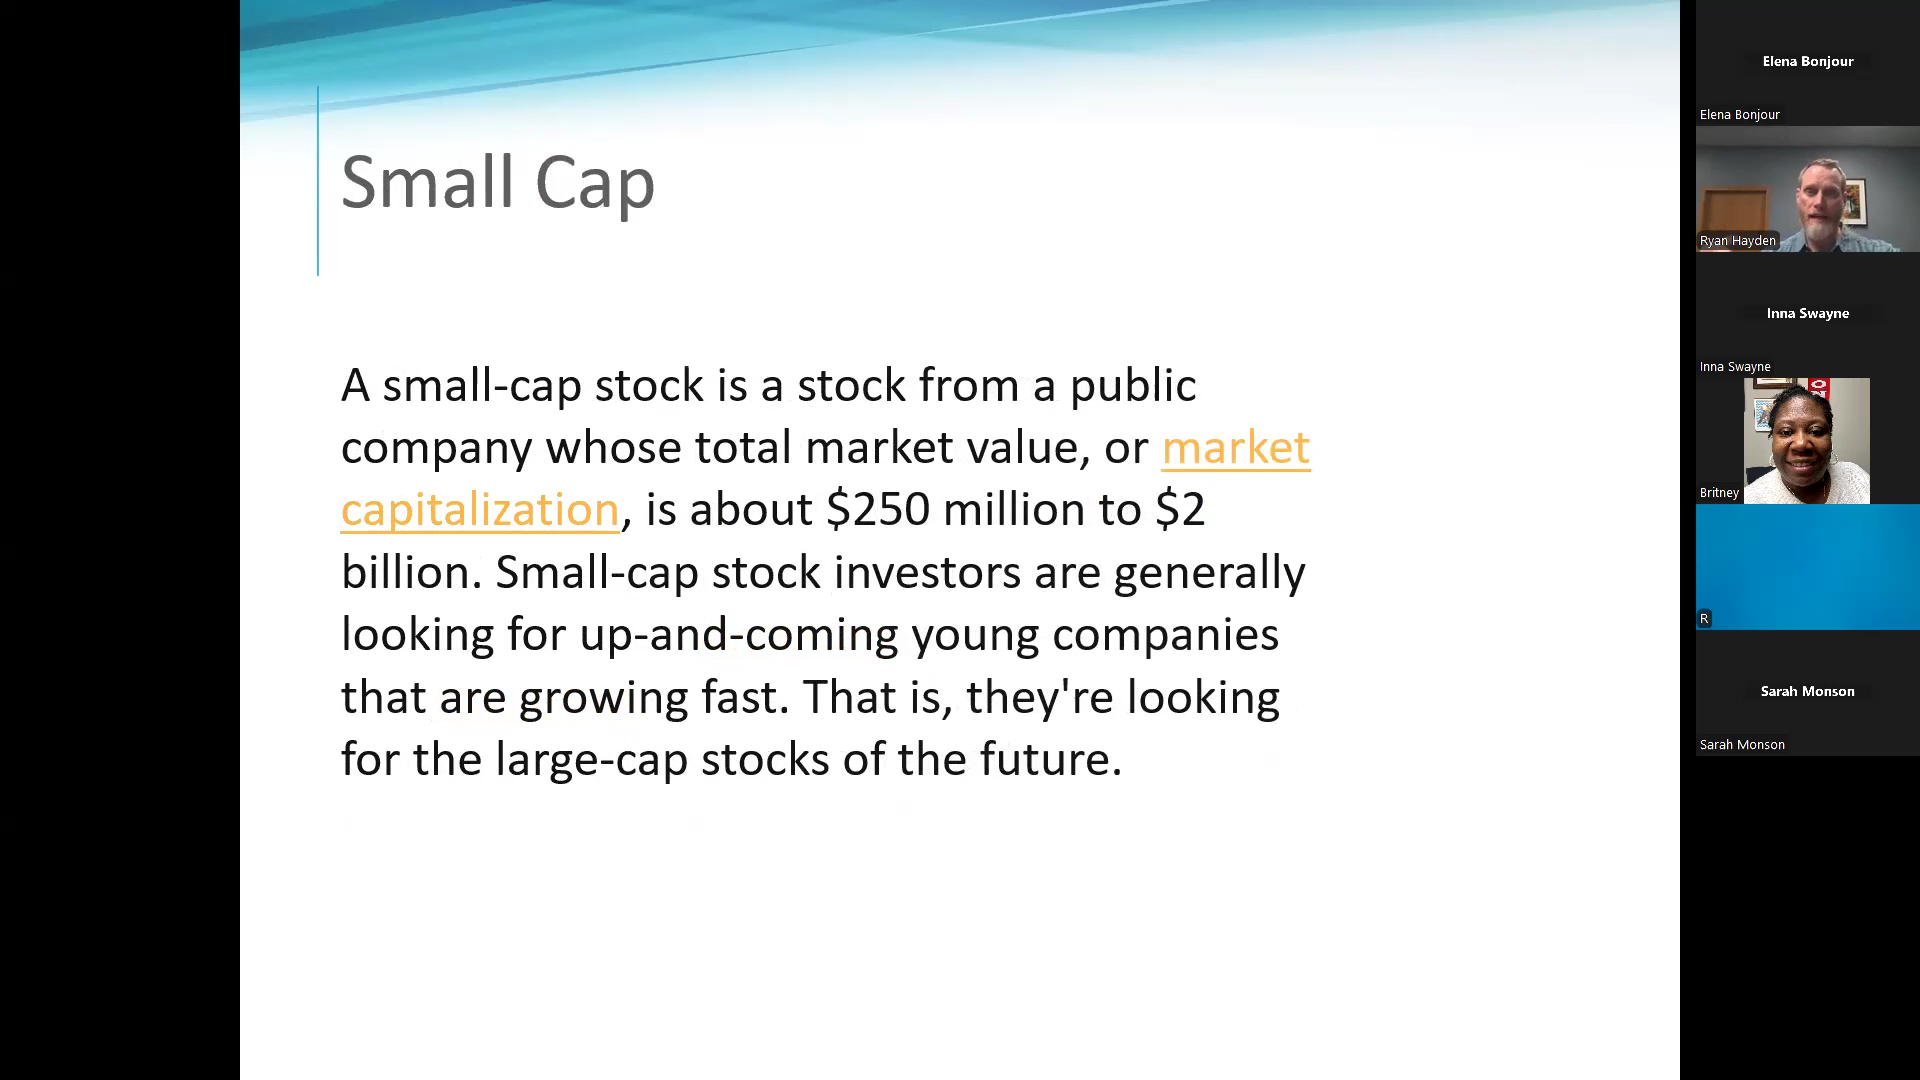 Small Cap
A small-cap stock is a stock from a public
company whose total market value, or market
capitalization, is about $250 million to $2
billion. Small-cap stock investors are generally
looking for up-and-coming young companies
that are growing fast. That is, they're looking
for the large-cap stocks of the future.
Elena Bonjour
Elena Bonjour
Ryan Hayden
Inna Swayne
Inna Swayne
Britney
R
Sarah Monson
Sarah Monson